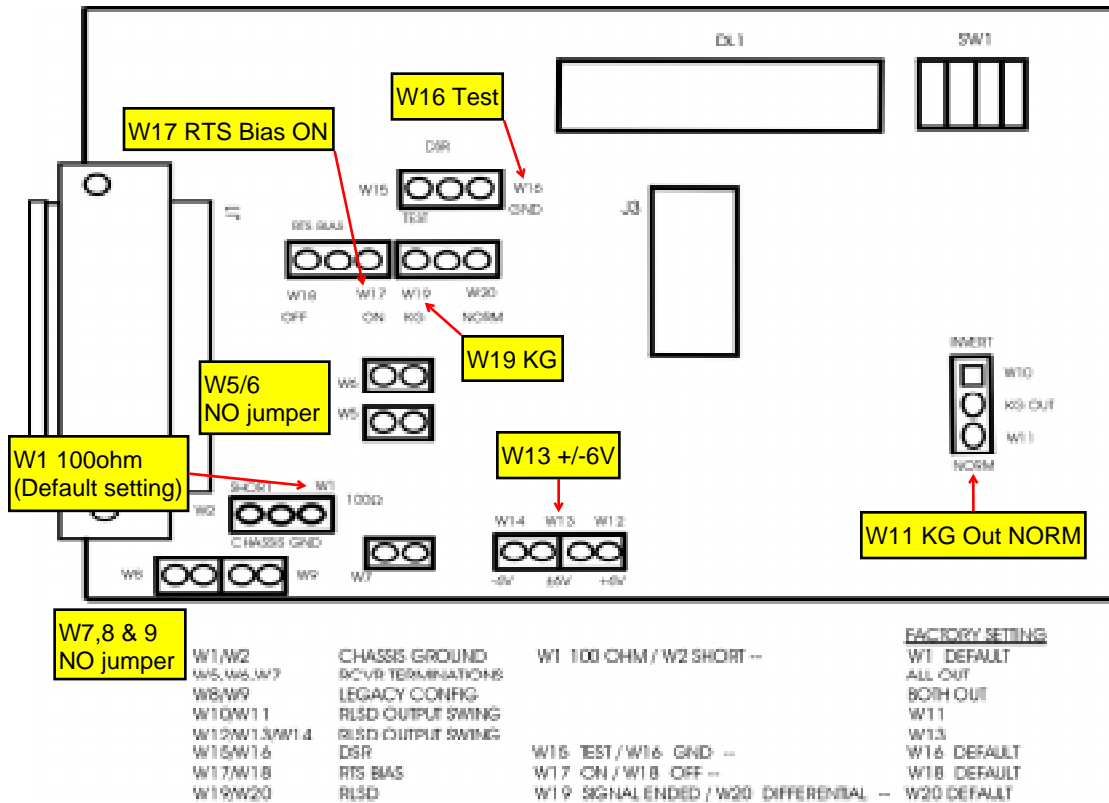 DL1
SW1
W16 Test
W17 RTS Bias ON
DSR
W15
W16
GND
TEST
J1
J3
RTS BIAS
W18
W17
W19
W20
OFF
ON
KG
NORM
INVERT
W10
KG OUT
W11
NORM
W19 KG
W5/6
NO jumper
W6
W5
W1 100ohm
(Default setting)
W13 +/-6V
W11 KG Out NORM
SHORT
W1
100Ω
W2
CHASSIS GND
W14
W13
W12
-6V
±6V
+6V
W8
W9
W7
W7,8 & 9
NO jumper
FACTORY SETTING
W1/W2 CHASSIS GROUND W1 100 OHM / W2 SHORT -- W1 DEFAULT
W5,W6,W7 RCVR TERMINATIONS ALL OUT
W8/W9 LEGACY CONFIG BOTH OUT
W10/W11 RLSD OUTPUT SWING W11
W12/W13/W14 RLSD OUTPUT SWING W13
W15/W16 DSR W15 TEST / W16 GND -- W16 DEFAULT
W17/W18 RTS BIAS W17 ON / W18 OFF -- W18 DEFAULT
W19/W20 RLSD W19 SIGNAL ENDED / W20 DIFFERENTIAL -- W20 DEFAULT